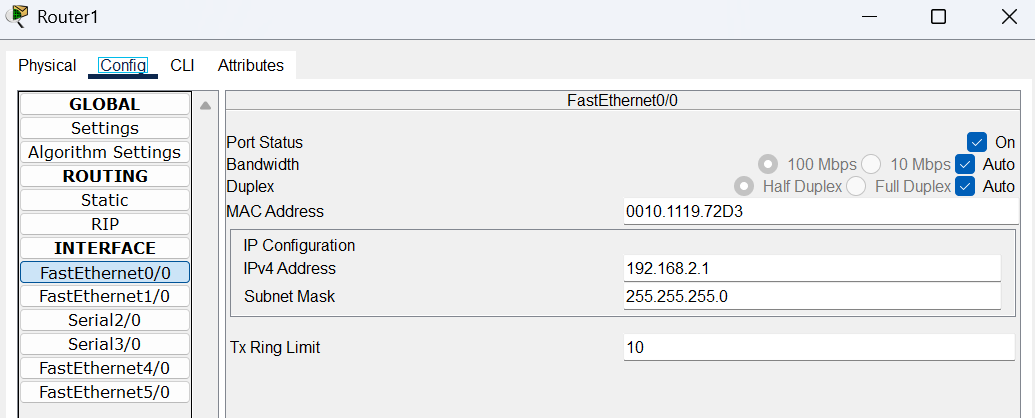 Router1
Physical Config CLI Attributes
GLOBAL
Settings
Algorithm Settings
ROUTING
Static
RIP
INTERFACE
FastEthernet0/0
FastEthernet1/0
Serial2/0
Serial3/0
FastEthernet4/0
FastEthernet5/0
FastEthernet0/0
Port Status On
Bandwidth 100 Mbps 10 Mbps Auto
Duplex Half Duplex Full Duplex Auto
MAC Address 0010.1119.72D3
IP Configuration
IPv4 Address 192.168.2.1
Subnet Mask 255.255.255.0
Tx Ring Limit 10